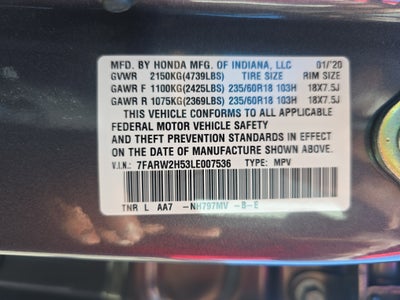 MFD. BY HONDA MFG. OF INDIANA, LLC 01/'20
GVWR 2150KG(4739LBS) TIRE SIZE RIM SIZE
GAWR F 1100KG(2425LBS) 235/60R18 103H 18X7.5J
GAWR R 1075KG(2369LBS) 235/60R18 103H 18X7.5J
THIS VEHICLE CONFORMS TO ALL APPLICABLE
FEDERAL MOTOR VEHICLE SAFETY
AND THEFT PREVENTION STANDARDS IN EFFECT ON
THE DATE OF MANUFACTURE SHOWN ABOVE.
V.I.N.: 7FARW2H53LE007536 TYPE: MPV
TNR L AA7 -NH797MV -B-E